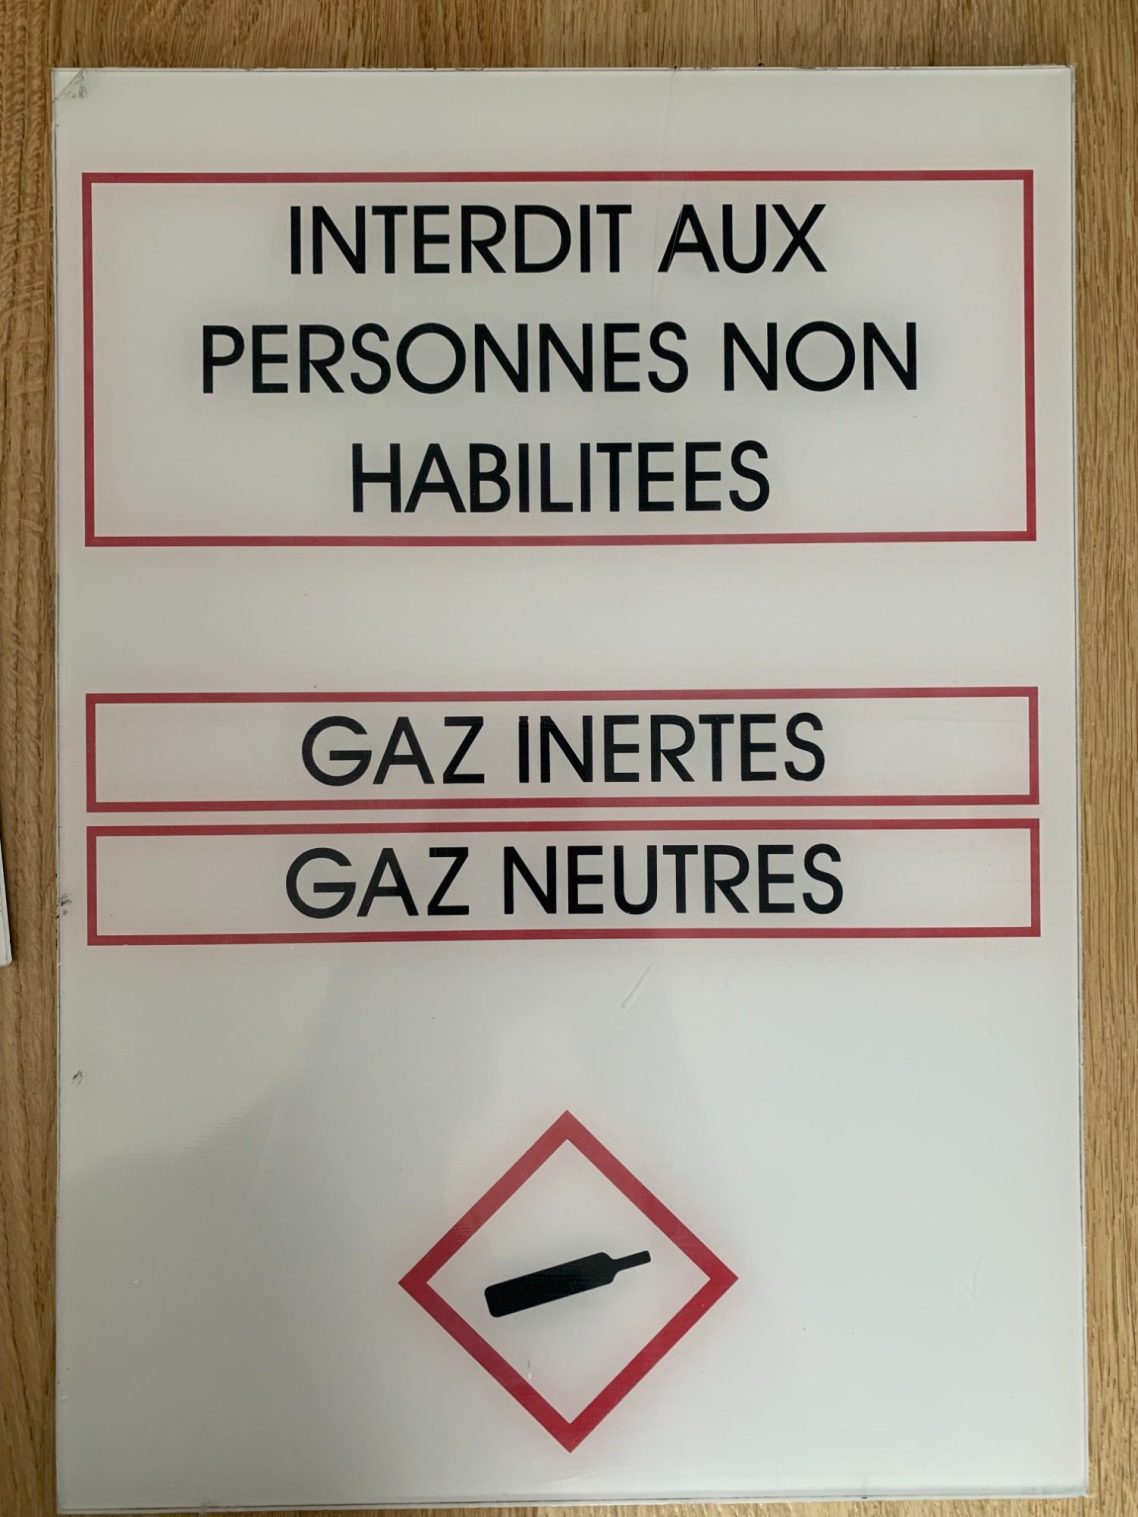 INTERDIT AUX
PERSONNES NON
HABILITEES
GAZ INERTES
GAZ NEUTRES